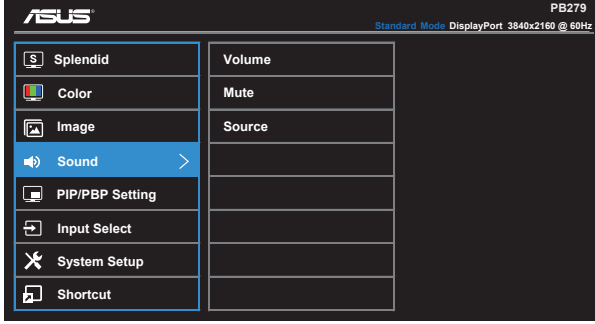 ASUS
PB279
Standard Mode DisplayPort 3840x2160 @ 60Hz
S Splendid
Color
Image
Sound
PIP/PBP Setting
Input Select
System Setup
Shortcut
Volume
Mute
Source